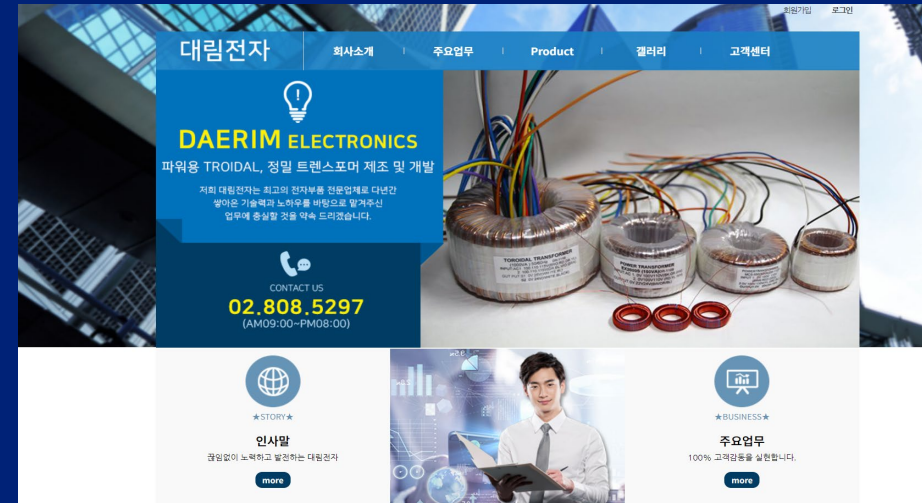 회원가입 로그인
대림전자 회사소개 주요업무 Product 갤러리 고객센터
DAERIM ELECTRONICS
파워용 TROIDAL, 정밀 트렌스포머 제조 및 개발
저희 대림전자는 최고의 전자부품 전문업체로 다년간
쌓아온 기술력과 노하우를 바탕으로 맡겨주신
업무에 충실할 것을 약속 드리겠습니다.
CONTACT US
02.808.5297
(AM09:00~PM08:00)
TOROIDAL TRANSFORMER
POWER TRANSFORMER
★STORY★
인사말
끊임없이 노력하고 발전하는 대림전자
more
★BUSINESS★
주요업무
100% 고객감동을 실현합니다.
more